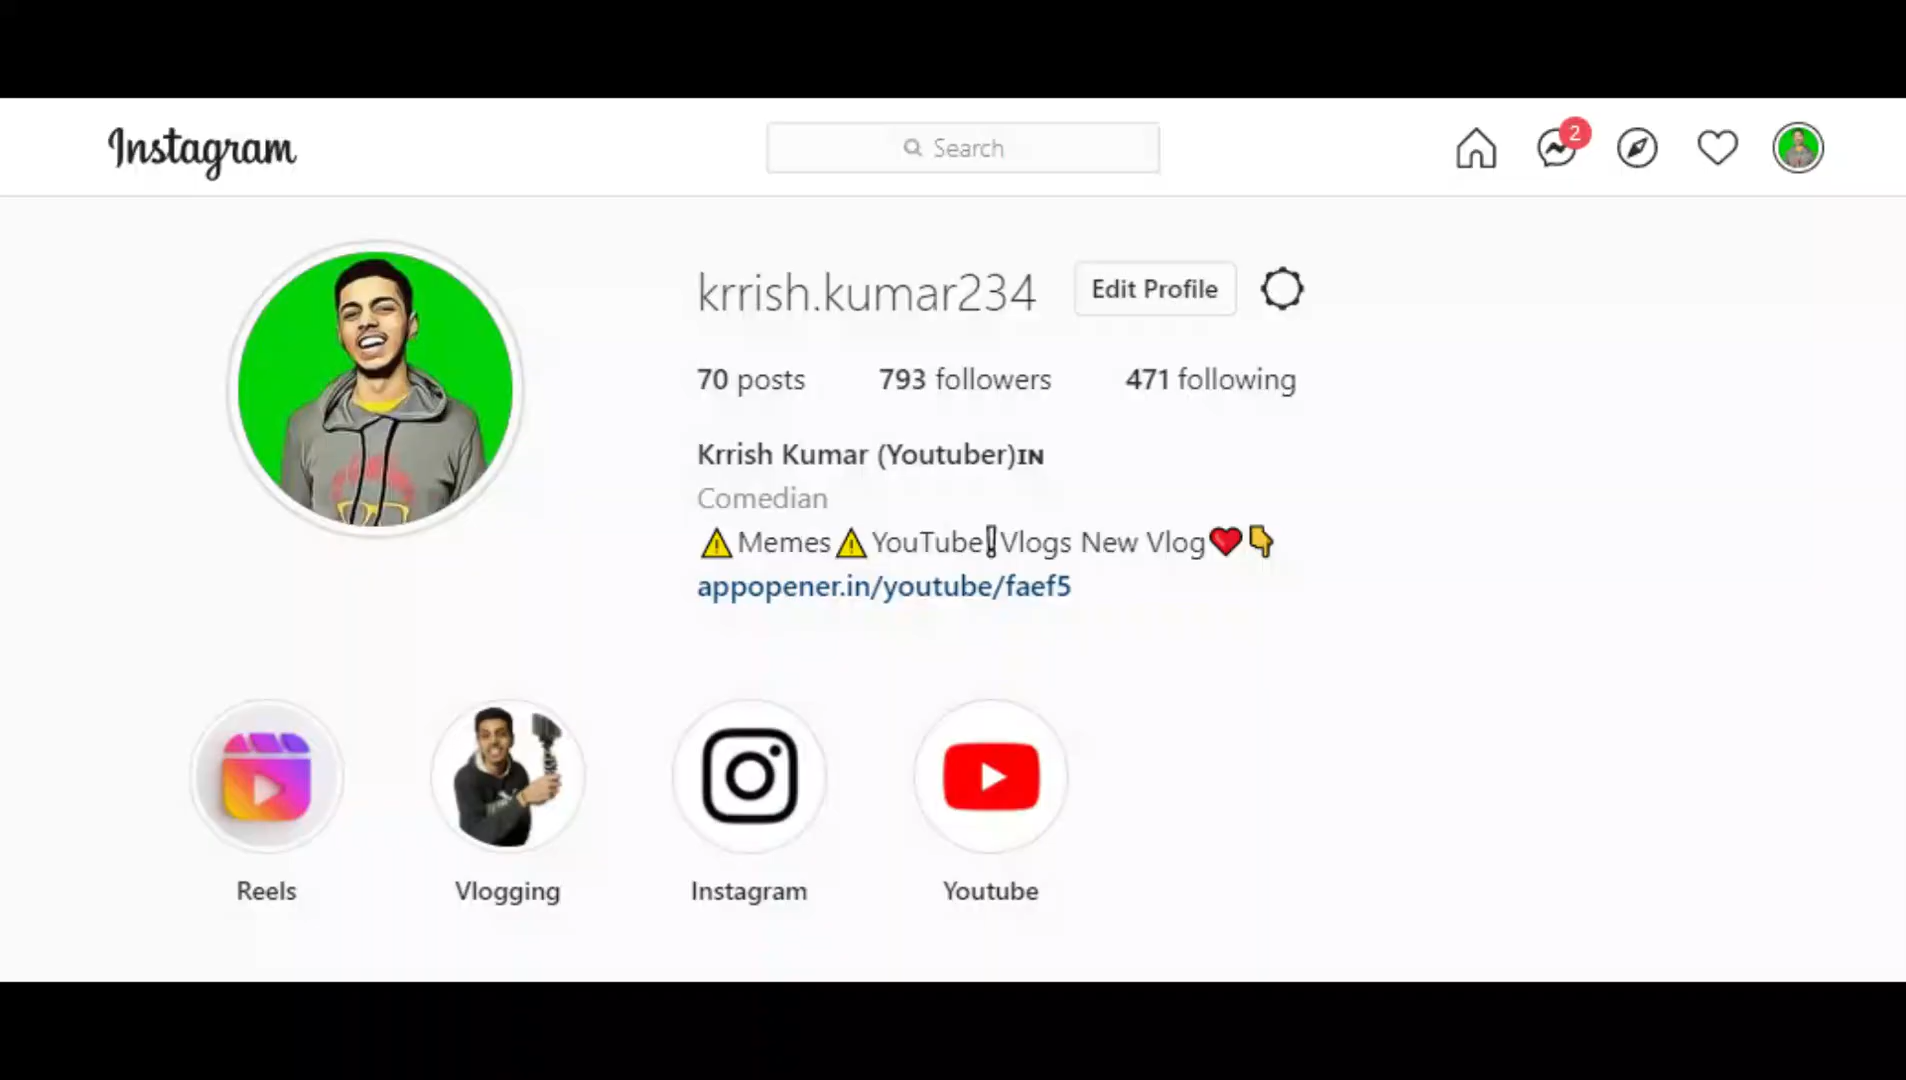 Instagram
Search
2
krrish.kumar234 Edit Profile
70 posts 793 followers 471 following
Krrish Kumar (Youtuber)IN
Comedian
⚠Memes⚠YouTube❗Vlogs New Vlog❤👇
appopener.in/youtube/faef5
Reels Vlogging Instagram Youtube